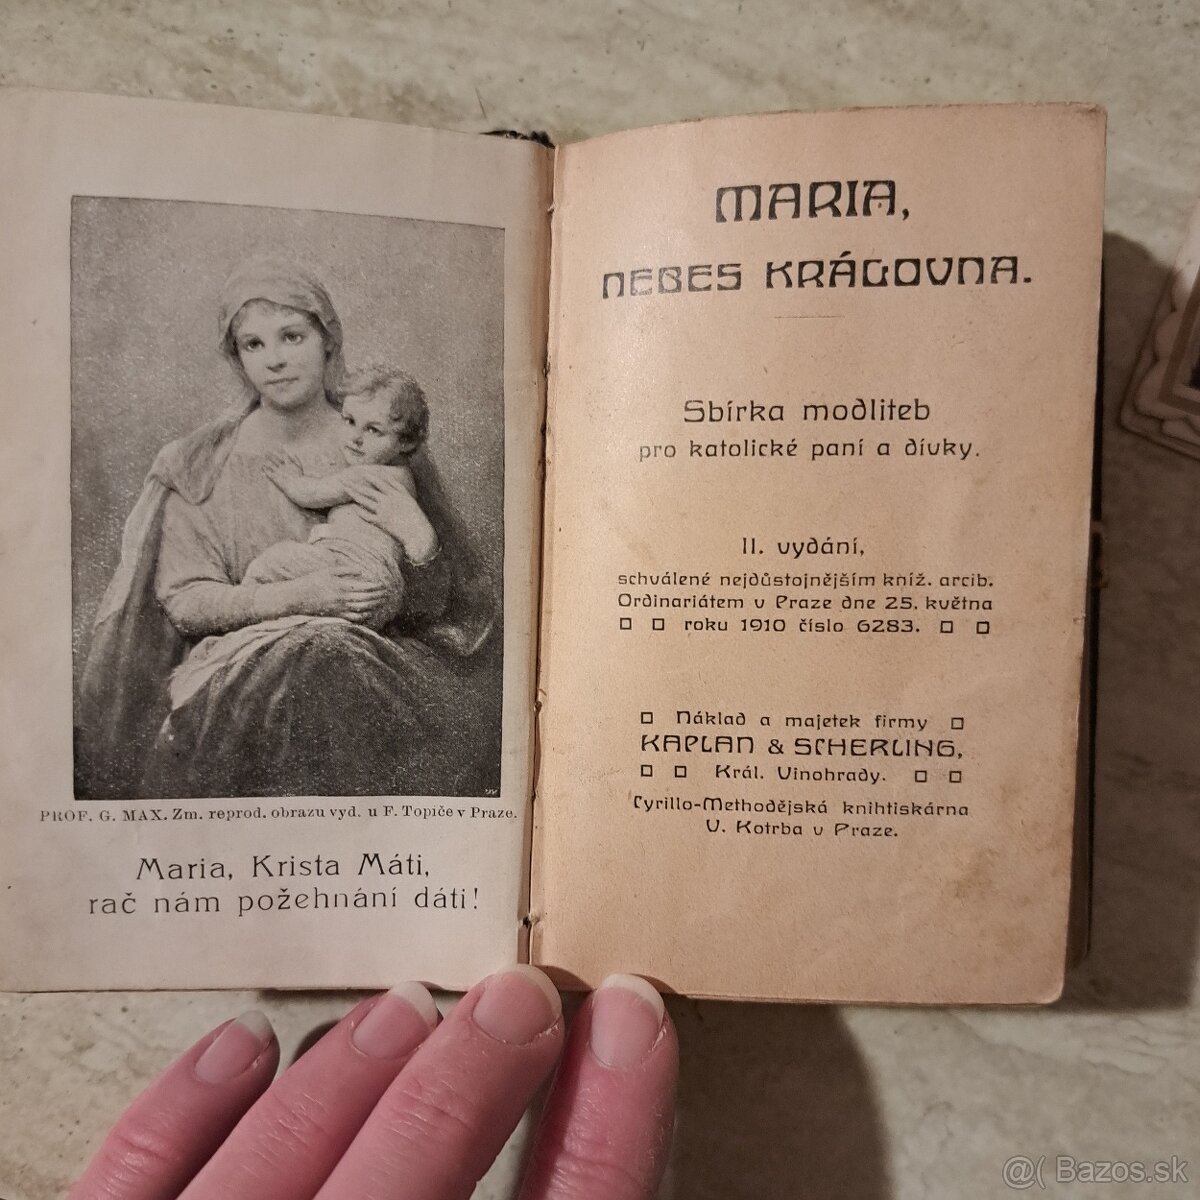 PROF. G. MAX. Zm. reprod. obrazu vyd. u F. Topiče v Praze.
Maria, Krista Máti,
rač nám požehnání dáti!
MARIA,
NEBES KRÁLOVNA.
Sbírka modliteb
pro katolické paní a dívky.
II. vydání,
schválené nejdůstojnějším kníž. arcib.
Ordinariátem v Praze dne 25. května
roku 1910 číslo 6283.
Náklad a majetek firmy
KAPLAN & SCHERLING,
Král. Vinohrady.
Cyrillo-Methodějská knihtiskárna
V. Kotrba v Praze.
@( Bazos.sk